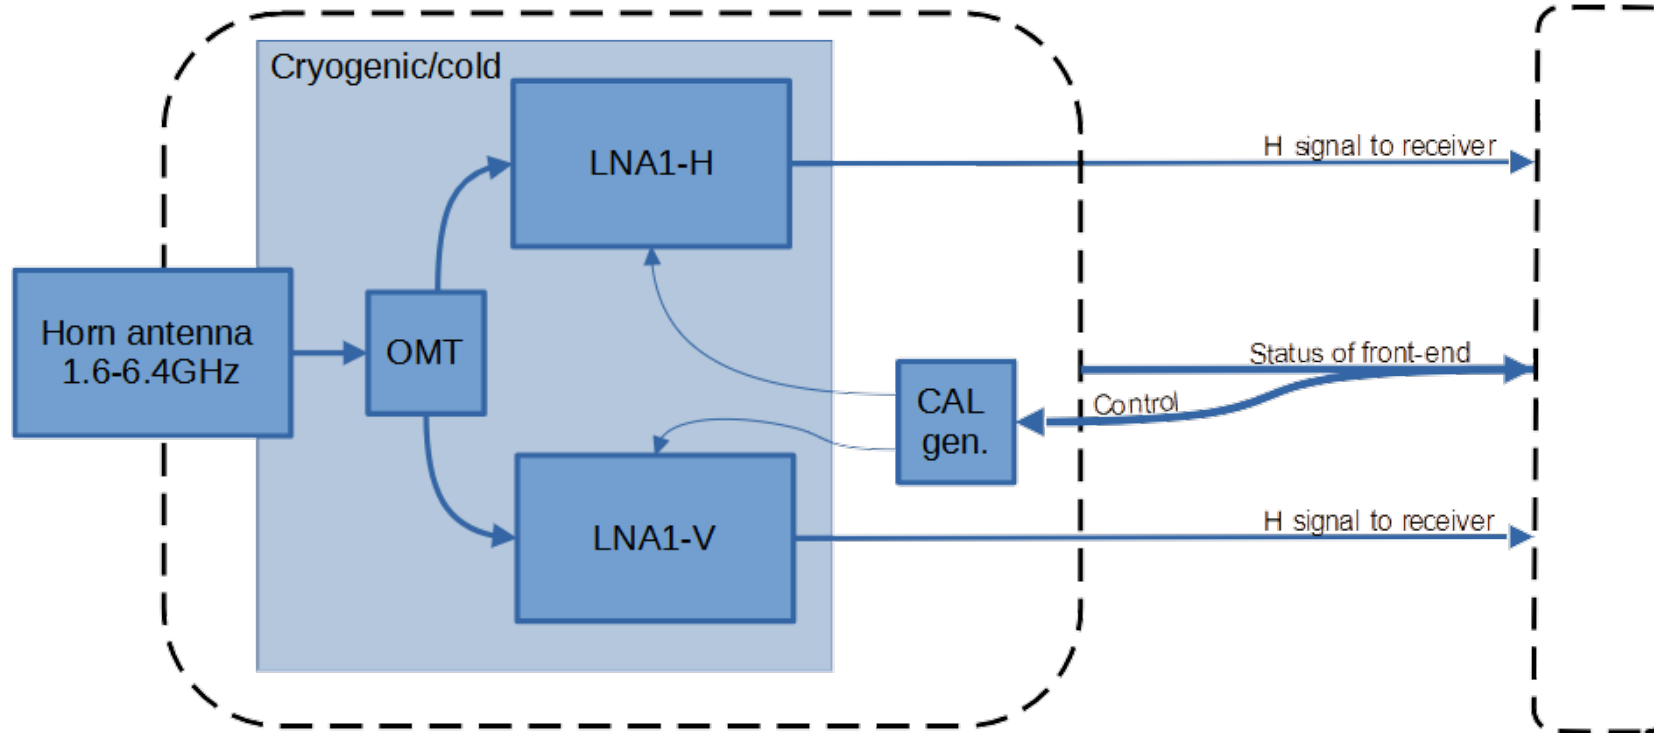 Cryogenic/cold
LNA1-H
H signal to receiver
Horn antenna
1.6-6.4GHz
OMT
Status of front-end
CAL
gen.
Control
LNA1-V
H signal to receiver